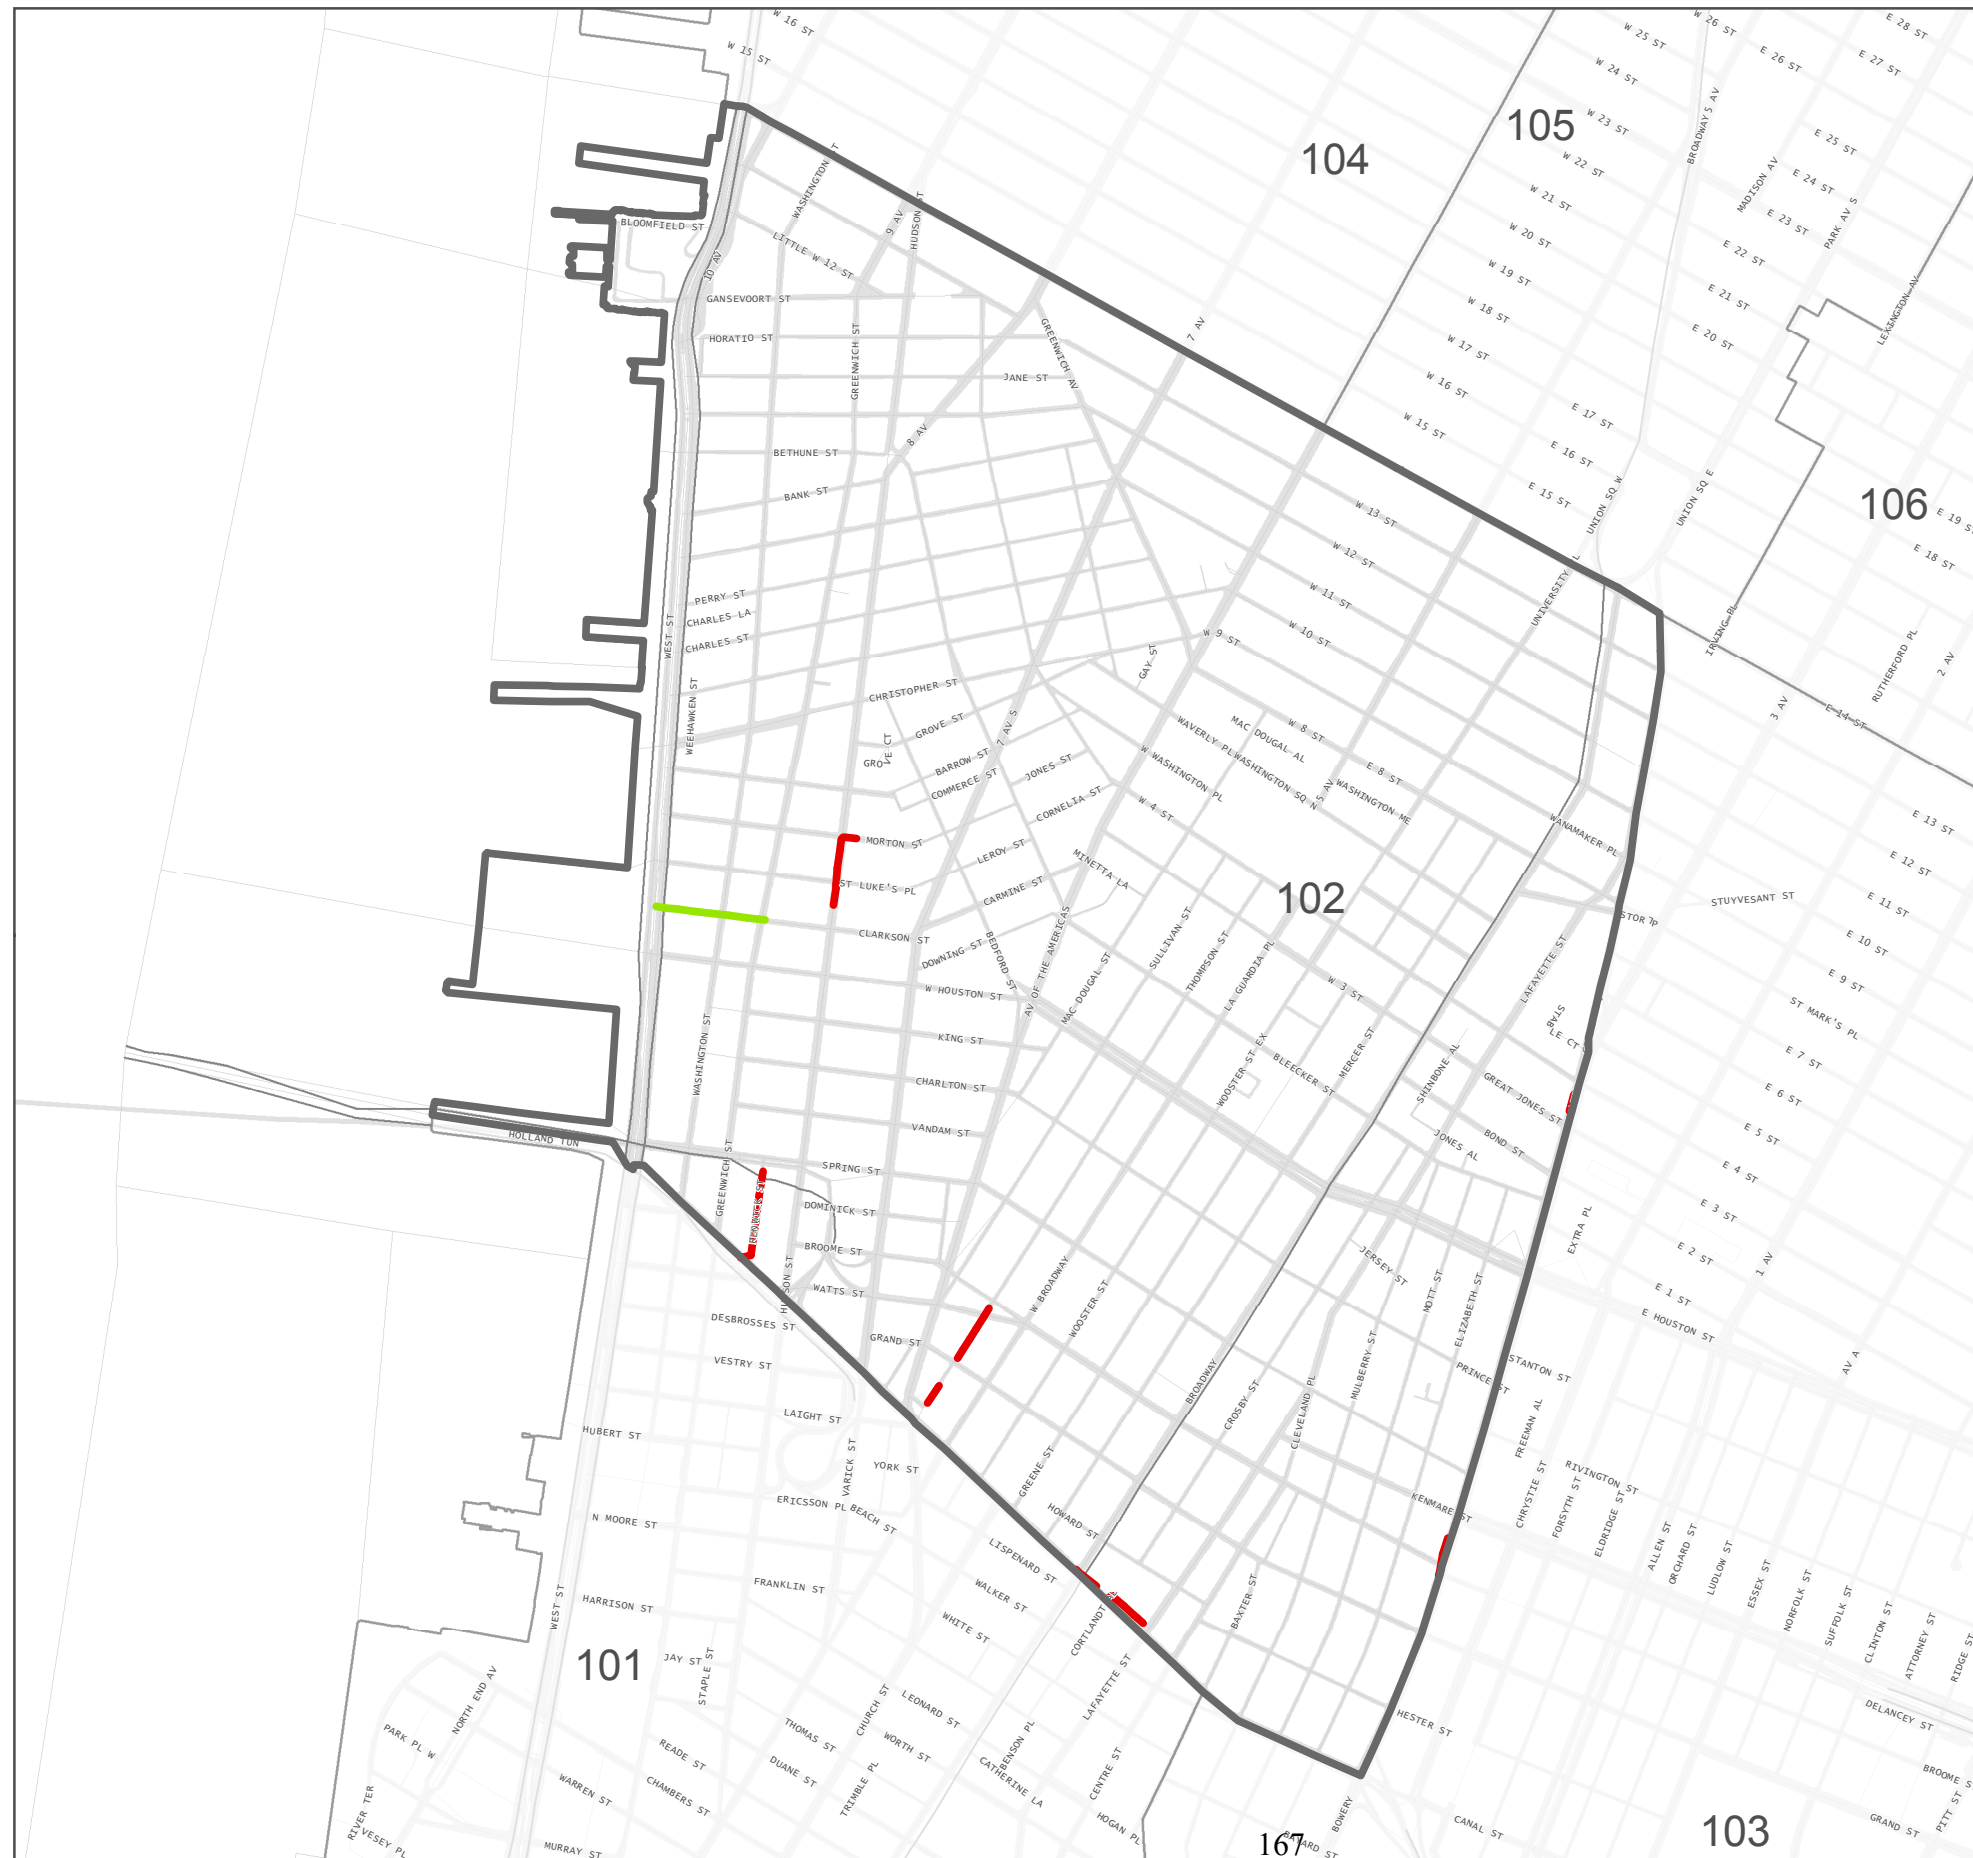 W 16 ST
W 15 ST
W 26 ST
E 28 ST
W 25 ST
E 26 ST
E 27 ST
W 24 ST
BROADWAY
5 AV
105
W 23 ST
E 25 ST
104
W 22 ST
MADISON AV
E 24 ST
WASHINGTON ST
W 21 ST
E 23 ST
PARK AV S
9 AV
HUDSON ST
BLOOMFIELD ST
W 20 ST
E 22 ST
LITTLE W 12 ST
10 AV
W 19 ST
E 21 ST
GANSEVOORT ST
W 18 ST
E 20 ST
LEXINGTON AV
HORATIO ST
GREENWICH ST
GREENWICH AV
7 AV
W 17 ST
JANE ST
W 16 ST
E 17 ST
W 15 ST
8 AV
BETHUNE ST
E 16 ST
BANK ST
E 15 ST
UNION SQ W
UNION SQ E
106
W 13 ST
E 19 ST
W 12 ST
E 18 ST
PERRY ST
W 11 ST
UNIVERSITY PL
CHARLES LA
WEST ST
CHARLES ST
W 10 ST
W 9 ST
IRVING PL
RUTHERFORD PL
2 AV
GAY ST
CHRISTOPHER ST
WEEHAWKEN ST
GROVE ST
7 AV S
WAVERLY PL
MAC DOUGAL AL
W 8 ST
3 AV
E 14 ST
GROVE CT
BARROW ST
COMMERCE ST
JONES ST
W WASHINGTON PL
WASHINGTON SQ N
5 AV
E 8 ST
WASHINGTON ME
CORNELIA ST
W 4 ST
WANAMAKER PL
E 13 ST
MORTON ST
LEROY ST
MINETTA LA
E 12 ST
ST LUKE'S PL
CARMINE ST
102
STUYVESANT ST
E 11 ST
CLARKSON ST
DOWNING ST
BEDFORD ST
AV OF THE AMERICAS
MAC DOUGAL ST
SULLIVAN ST
THOMPSON ST
LA GUARDIA PL
W 3 ST
LAFAYETTE ST
E 10 ST
E 9 ST
W HOUSTON ST
STABLE CT
ST MARK'S PL
WASHINGTON ST
KING ST
WOOSTER ST EX
BLEECKER ST
MERCER ST
SHINBONE AL
E 7 ST
CHARLTON ST
GREAT JONES ST
E 6 ST
HOLLAND TUN
VANDAM ST
JONES AL
BOND ST
E 5 ST
GREENWICH ST
SPRING ST
E 4 ST
RENWICK ST
DOMINICK ST
EXTRA PL
E 3 ST
BROOME ST
JERSEY ST
E 2 ST
1 AV
HUDSON ST
WATTS ST
W BROADWAY
WOOSTER ST
MOTT ST
ELIZABETH ST
E 1 ST
DESBROSSES ST
GRAND ST
E HOUSTON ST
VESTRY ST
MULBERRY ST
PRINCE ST
STANTON ST
AV A
BROADWAY
CROSBY ST
CLEVELAND PL
LAIGHT ST
HUBERT ST
FREEMAN AL
VARICK ST
YORK ST
GREENE ST
RIVINGTON ST
ERICSSON PL
BEACH ST
HOWARD ST
KENMARE ST
CHRYSTIE ST
FORSYTH ST
ELDRIDGE ST
N MOORE ST
LISPENARD ST
ALLEN ST
ORCHARD ST
LUDLOW ST
ESSEX ST
NORFOLK ST
SUFFOLK ST
CLINTON ST
ATTORNEY ST
RIDGE ST
FRANKLIN ST
WALKER ST
BAXTER ST
HARRISON ST
WEST ST
WHITE ST
101
JAY ST
STAPLE ST
LAFAYETTE ST
NORTH END AV
CHURCH ST
LEONARD ST
HESTER ST
DELANCEY ST
PARK PL W
THOMAS ST
WORTH ST
BENSON PL
READE ST
DUANE ST
TRIMBLE PL
CATHERINE LA
CENTRE ST
BROOME ST
WARREN ST
CHAMBERS ST
RIVER TER
VESEY PL
HOGAN PL
BOWERY
CANAL ST
103
GRAND ST
PITT ST
MURRAY ST
167
BAYARD ST